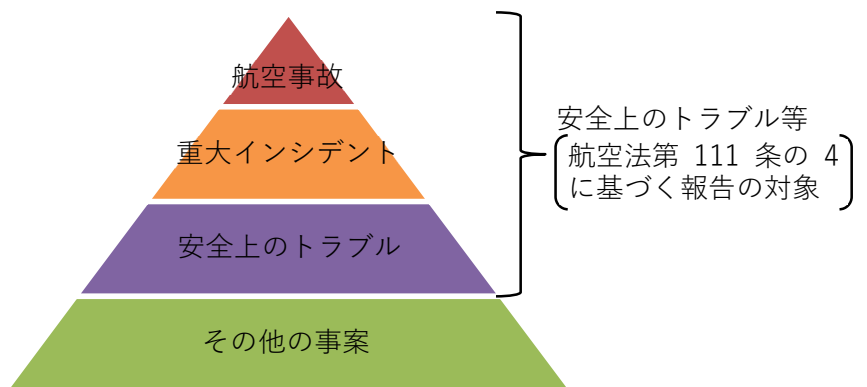 航空事故
重大インシデント
安全上のトラブル
その他の事案
安全上のトラブル等
航空法第 111 条の 4
に基づく報告の対象